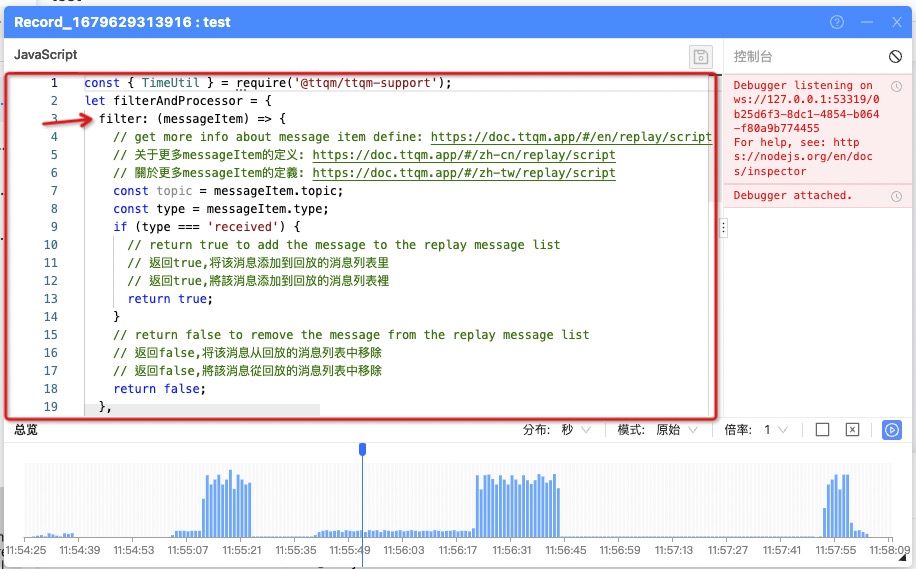 Record_1679629313916 : test
JavaScript
控制台
1 const { TimeUtil } = require('@ttqm/ttqm-support');
2 let filterAndProcessor = {
3 filter: (messageItem) => {
4 // get more info about message item define: https://doc.ttqm.app/#/en/replay/script
5 // 关于更多messageItem的定义: https://doc.ttqm.app/#/zh-cn/replay/script
6 // 關於更多messageItem的定義: https://doc.ttqm.app/#/zh-tw/replay/script
7 const topic = messageItem.topic;
8 const type = messageItem.type;
9 if (type === 'received') {
10 // return true to add the message to the replay message list
11 // 返回true,将该消息添加到回放的消息列表里
12 // 返回true,將該消息添加到回放的消息列表裡
13 return true;
14 }
15 // return false to remove the message from the replay message list
16 // 返回false,将该消息从回放的消息列表中移除
17 // 返回false,將該消息從回放的消息列表中移除
18 return false;
19 },
Debugger listening on
ws://127.0.0.1:53319/0
b25d6f3-8dc1-4854-b064
-f80a9b774455
For help, see: http
s://nodejs.org/en/doc
s/inspector
Debugger attached.
总览
分布: 秒 模式: 原始 倍率: 1
11:54:25 11:54:39 11:54:53 11:55:07 11:55:21 11:55:35 11:55:49 11:56:03 11:56:17 11:56:31 11:56:45 11:56:59 11:57:13 11:57:27 11:57:41 11:57:55 11:58:09